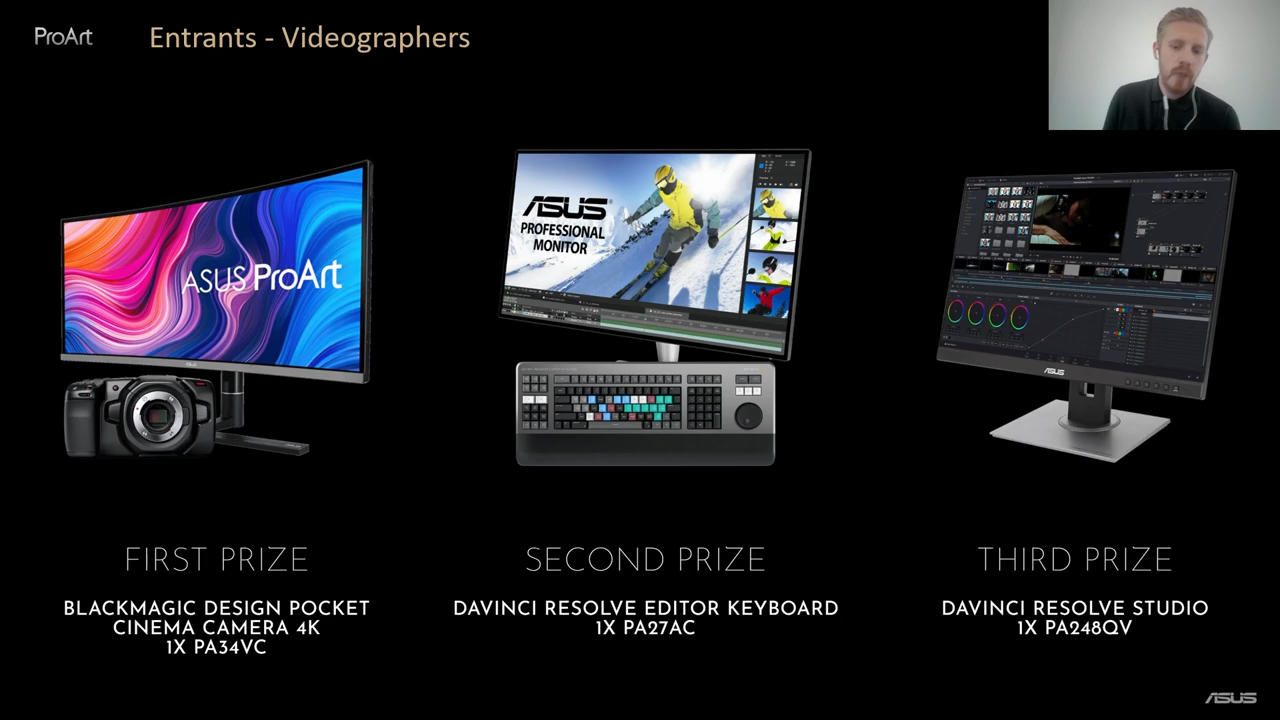 ProArt
Entrants - Videographers
ASUS ProArt
ASUS
PROFESSIONAL
MONITOR
ASUS
FIRST PRIZE
BLACKMAGIC DESIGN POCKET
CINEMA CAMERA 4K
1X PA34VC
SECOND PRIZE
DAVINCI RESOLVE EDITOR KEYBOARD
1X PA27AC
THIRD PRIZE
DAVINCI RESOLVE STUDIO
1X PA248QV
ASUS